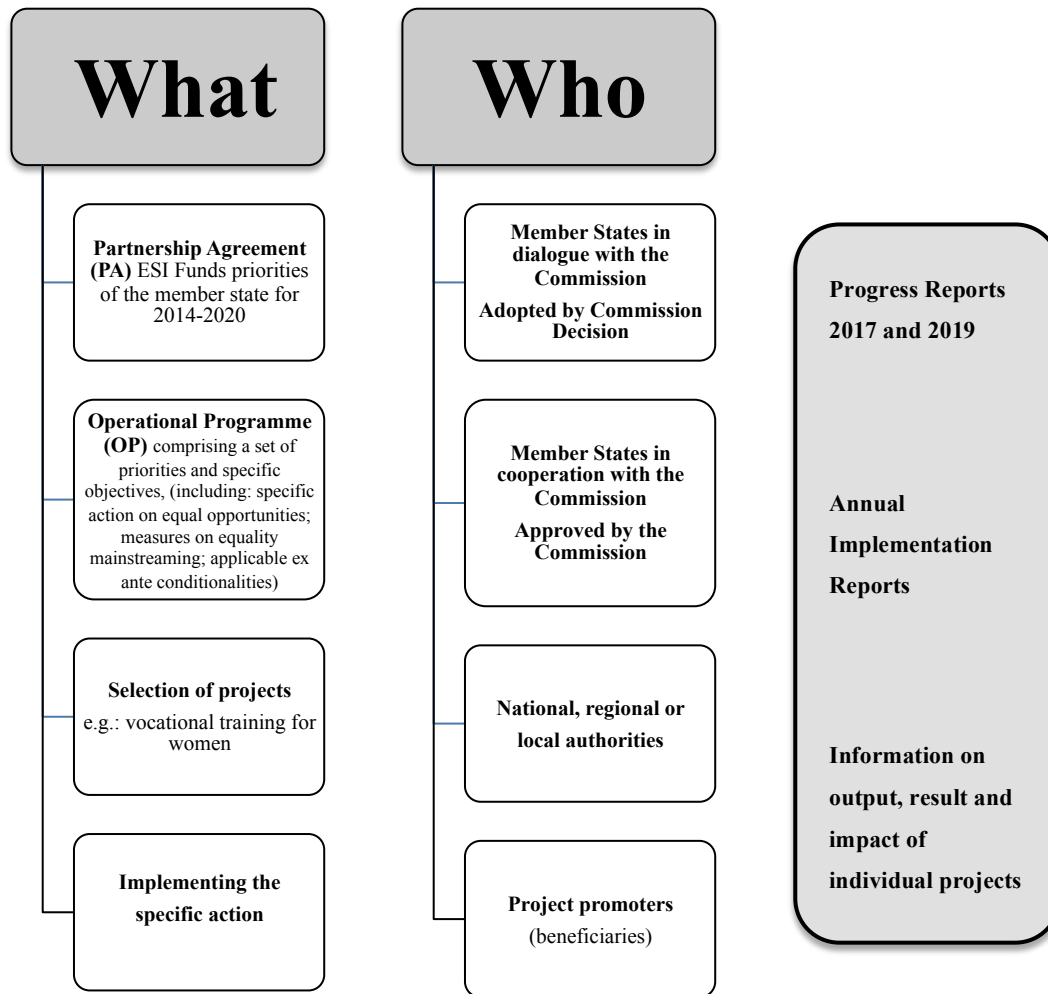 What
Partnership Agreement
(PA) ESI Funds priorities
of the member state for
2014-2020
Operational Programme
(OP) comprising a set of
priorities and specific
objectives, (including: specific
action on equal opportunities;
measures on equality
mainstreaming; applicable ex
ante conditionalities)
Selection of projects
e.g.: vocational training for
women
Implementing the
specific action
Who
Member States in
dialogue with the
Commission
Adopted by Commission
Decision
Member States in
cooperation with the
Commission
Approved by the
Commission
National, regional or
local authorities
Project promoters
(beneficiaries)
Progress Reports
2017 and 2019
Annual
Implementation
Reports
Information on
output, result and
impact of
individual projects